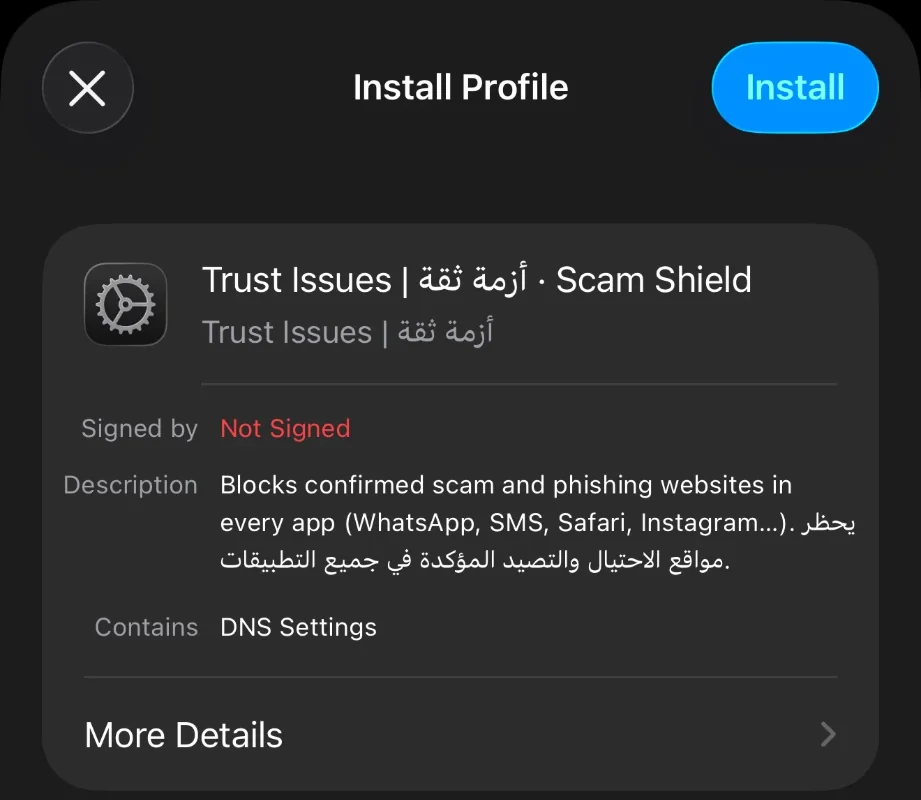 Install Profile
Install
Trust Issues | أزمة ثقة · Scam Shield
Trust Issues | أزمة ثقة
Signed by Not Signed
Description Blocks confirmed scam and phishing websites in
every app (WhatsApp, SMS, Safari, Instagram...). يحظر
مواقع الاحتيال والتصيد المؤكدة في جميع التطبيقات.
Contains DNS Settings
More Details